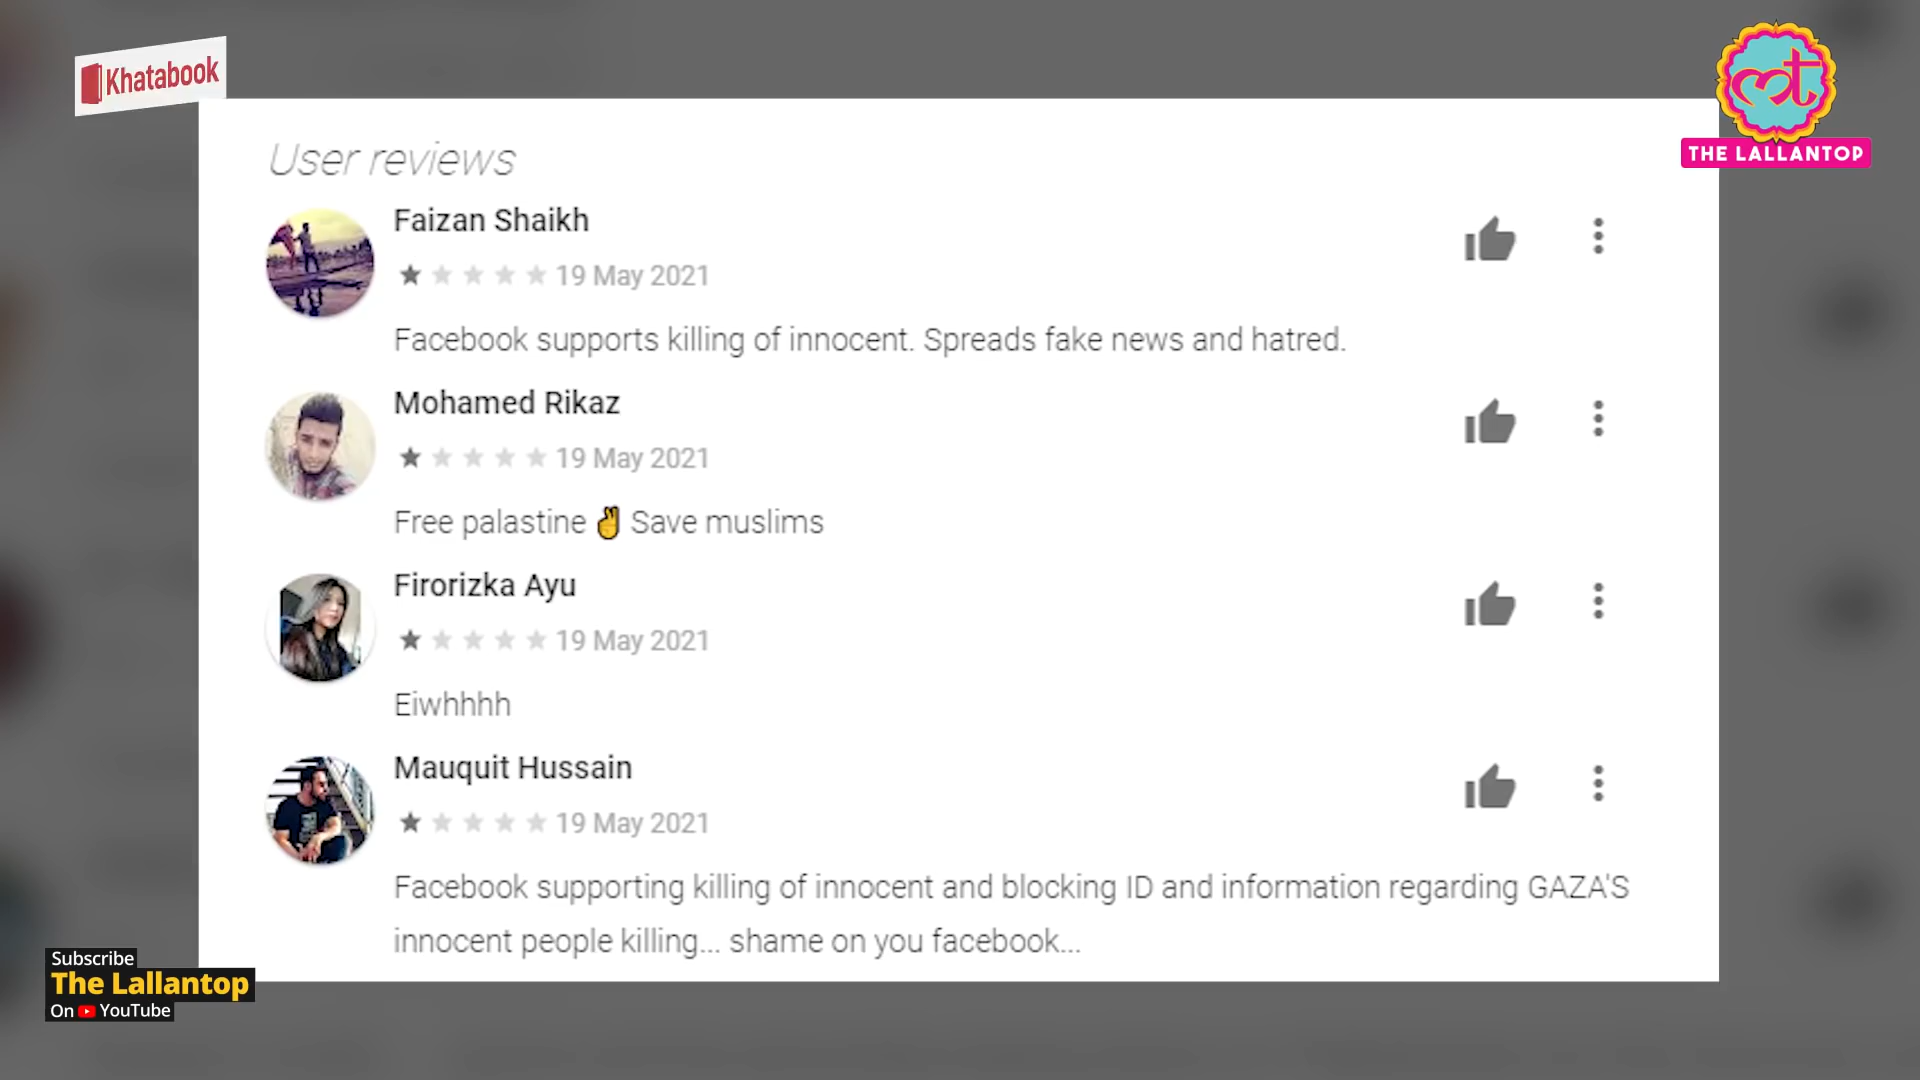 Khatabook
THE LALLANTOP
User reviews
Faizan Shaikh
19 May 2021
Facebook supports killing of innocent. Spreads fake news and hatred.
Mohamed Rikaz
19 May 2021
Free palastine ✌ Save muslims
Firorizka Ayu
19 May 2021
Eiwhhhh
Mauquit Hussain
19 May 2021
Facebook supporting killing of innocent and blocking ID and information regarding GAZA'S
innocent people killing... shame on you facebook...
Subscribe
The Lallantop
On YouTube